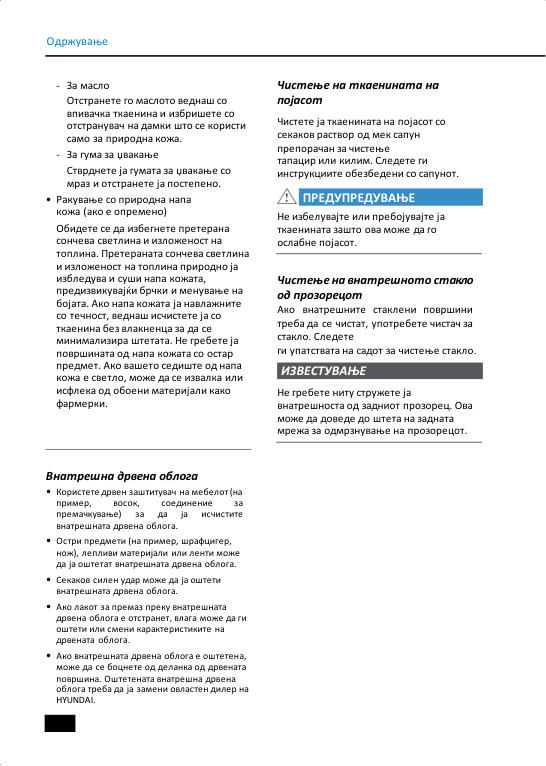 Одржување
- За масло
Отстранете го маслото веднаш со
впивачка ткаенина и избришете со
отстранувач на дамки што се користи
само за природна кожа.
- За гума за џвакање
Стврднете ја гумата за џвакање со
мраз и отстранете ја постепено.
• Ракување со природна напа
кожа (ако е опремено)
Обидете се да избегнете претерана
сончева светлина и изложеност на
топлина. Претераната сончева светлина
и изложеност на топлина природно ја
избледува и суши напа кожата,
предизвикувајќи брчки и менување на
бојата. Ако напа кожата ја навлажните
со течност, веднаш исчистете ја со
ткаенина без влакненца за да се
минимализира штетата. Не гребете ја
површината од напа кожата со остар
предмет. Ако вашето седиште од напа
кожа е светло, може да се извалка или
исфлека од обоени материјали како
фармерки.
Внатрешна дрвена облога
• Користете дрвен заштитувач на мебелот (на
пример, восок, соединение за
премачкување) за да ја исчистите
внатрешната дрвена облога.
• Остри предмети (на пример, шрафцигер,
нож), лепливи материјали или ленти може
да ја оштетат внатрешната дрвена облога.
• Секаков силен удар може да ја оштети
внатрешната дрвена облога.
• Ако лакот за премаз преку внатрешната
дрвена облога е отстранет, влага може да ги
оштети или смени карактеристиките на
дрвената облога.
• Ако внатрешната дрвена облога е оштетена,
може да се боцнете од деланка од дрвената
површина. Оштетената внатрешна дрвена
облога треба да ја замени овластен дилер на
HYUNDAI.
Чистење на ткаенината на
појасот
Чистете ја ткаенината на појасот со
секаков раствор од мек сапун
препорачан за чистење
тапацир или килим. Следете ги
инструкциите обезбедени со сапунот.
ПРЕДУПРЕДУВАЊЕ
Не избелувајте или пребојувајте ја
ткаенината зашто ова може да го
ослабне појасот.
Чистење на внатрешното стакло
од прозорецот
Ако внатрешните стаклени површини
треба да се чистат, употребете чистач за
стакло. Следете
ги упатствата на садот за чистење стакло.
ИЗВЕСТУВАЊЕ
Не гребете ниту стружете ја
внатрешноста од задниот прозорец. Ова
може да доведе до штета на задната
мрежа за одмрзнување на прозорецот.